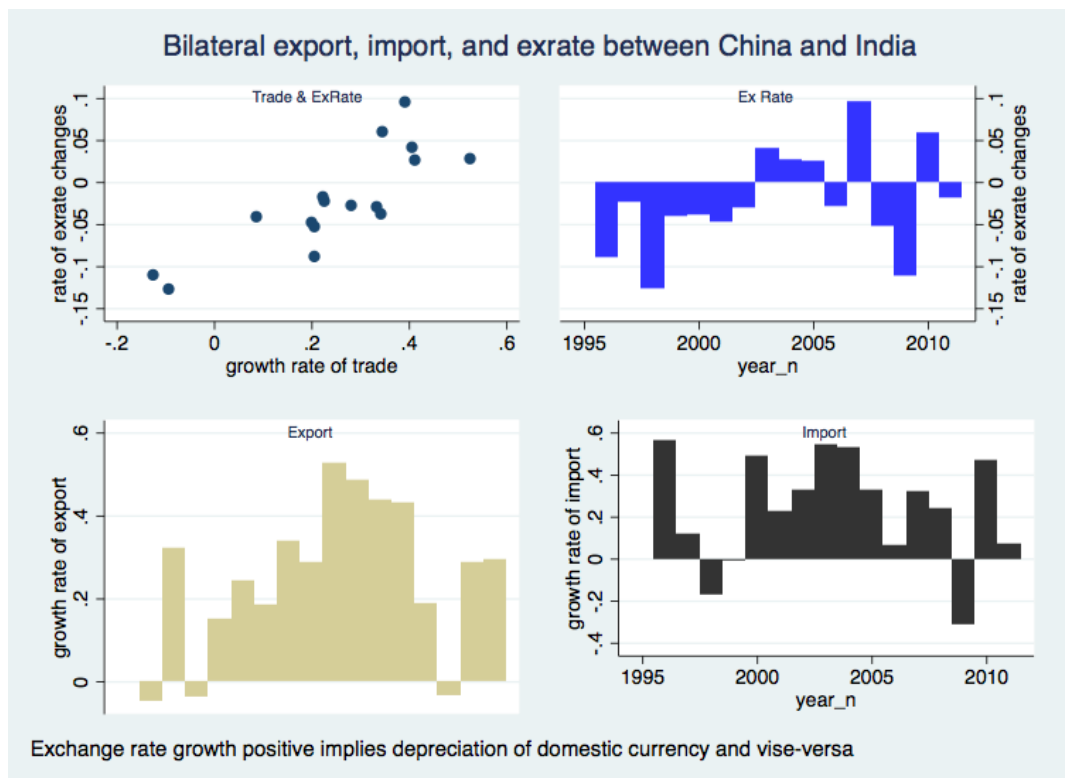 Bilateral export, import, and exrate between China and India
Trade & ExRate
rate of exrate changes
.1
.05
0
-.05
-.1
-.15
-.2
0
.2
.4
.6
growth rate of trade
Ex Rate
.1
.05
0
-.05
-.1
-.15
rate of exrate changes
1995
2000
2005
2010
year_n
Export
growth rate of export
.6
.4
.2
0
Import
growth rate of import
.6
.4
.2
0
-.2
-.4
1995
2000
2005
2010
year_n
Exchange rate growth positive implies depreciation of domestic currency and vise-versa